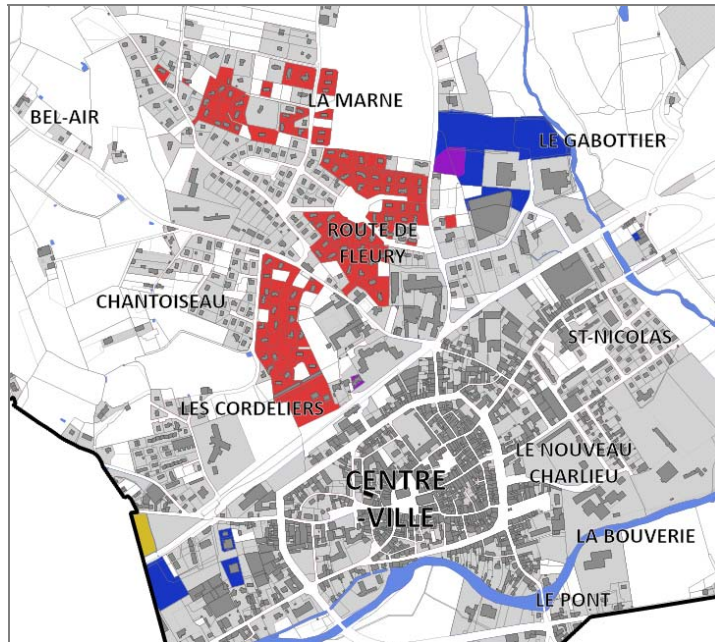 LA MARNE
BEL-AIR
LE GABOTTIER
ROUTE DE
FLEURY
CHANTOISEAU
ST-NICOLAS
LES CORDELIERS
LE NOUVEAU
CHARLIEU
CENTRE
-VILLE
LA BOUVERIE
LE PONT